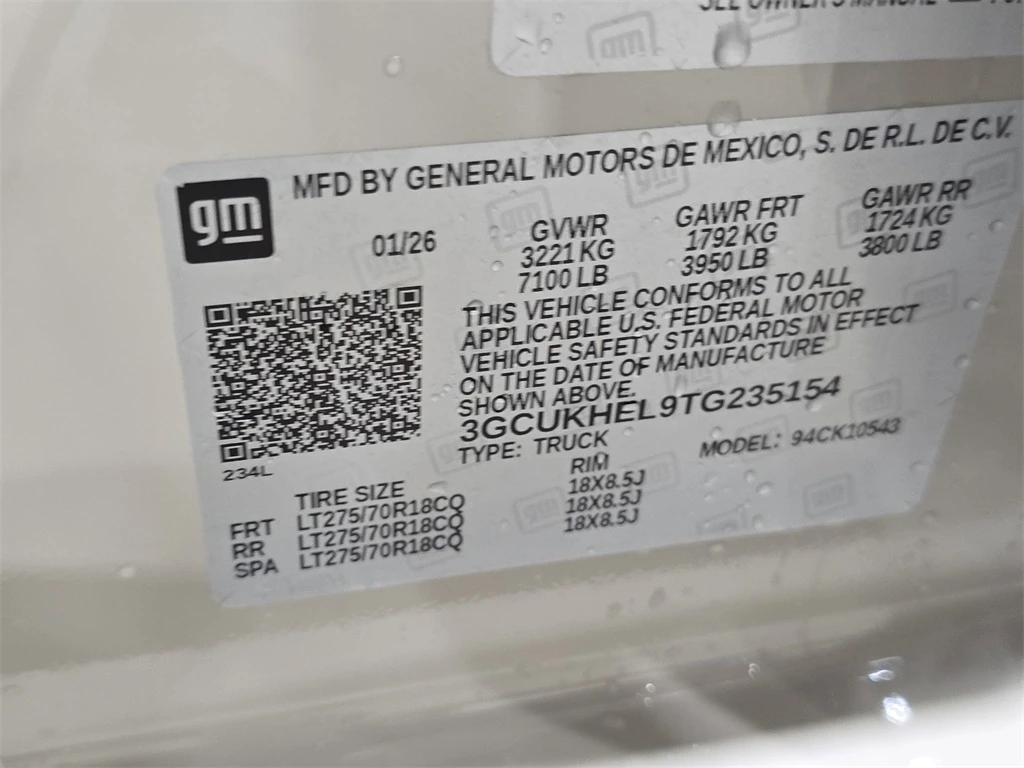 SEE OWNER'S MANUAL
gm
MFD BY GENERAL MOTORS DE MEXICO, S. DE R.L. DE C.V.
01/26
GVWR
3221 KG
7100 LB
GAWR FRT
1792 KG
3950 LB
GAWR RR
1724 KG
3800 LB
THIS VEHICLE CONFORMS TO ALL
APPLICABLE U.S. FEDERAL MOTOR
VEHICLE SAFETY STANDARDS IN EFFECT
ON THE DATE OF MANUFACTURE
SHOWN ABOVE.
3GCUKHEL9TG235154
TYPE: TRUCK
MODEL: 94CK10543
234L
TIRE SIZE
RIM
FRT LT275/70R18CQ 18X8.5J
RR LT275/70R18CQ 18X8.5J
SPA LT275/70R18CQ 18X8.5J